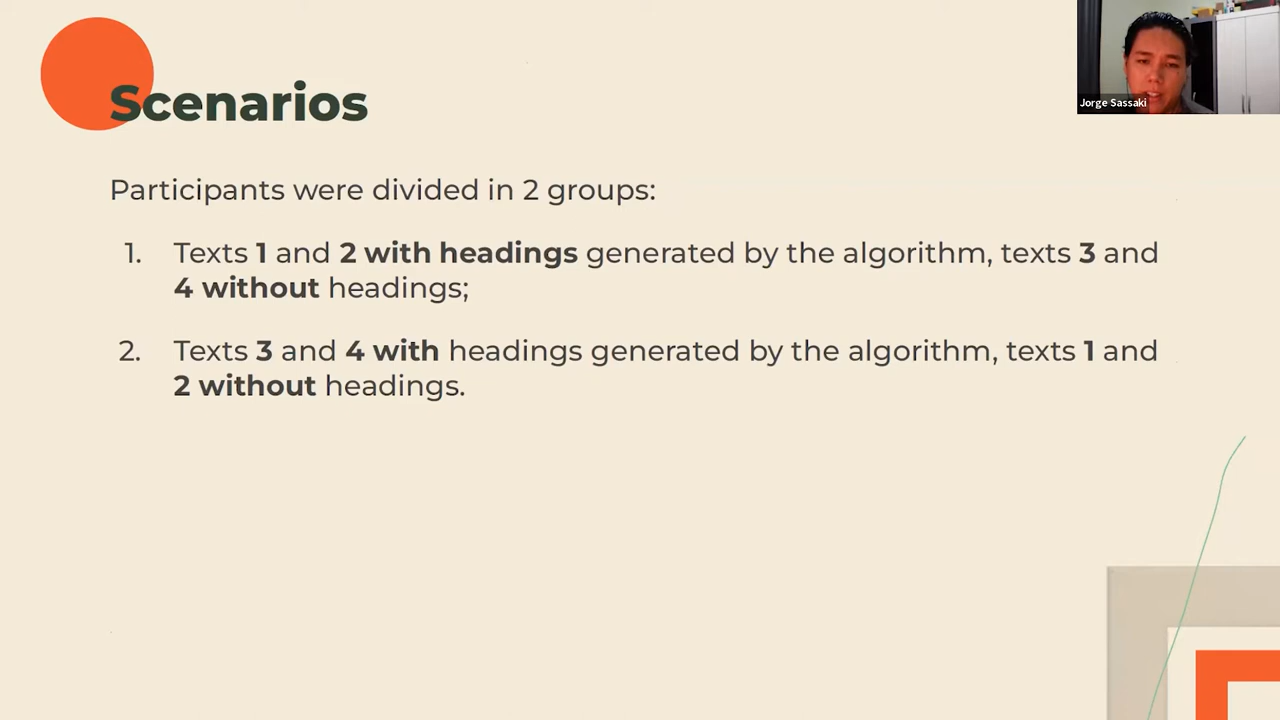 Scenarios
Jorge Sassaki
Participants were divided in 2 groups:
1. Texts 1 and 2 with headings generated by the algorithm, texts 3 and
4 without headings;
2. Texts 3 and 4 with headings generated by the algorithm, texts 1 and
2 without headings.